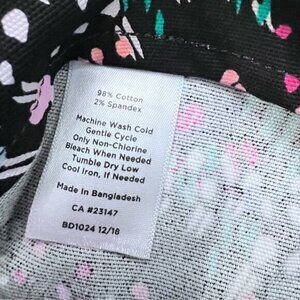 98% Cotton
2% Spandex
Machine Wash Cold
Gentle Cycle
Only Non-Chlorine
Bleach When Needed
Tumble Dry Low
Cool Iron, If Needed
Made in Bangladesh
CA #23147
BD1024 12/18